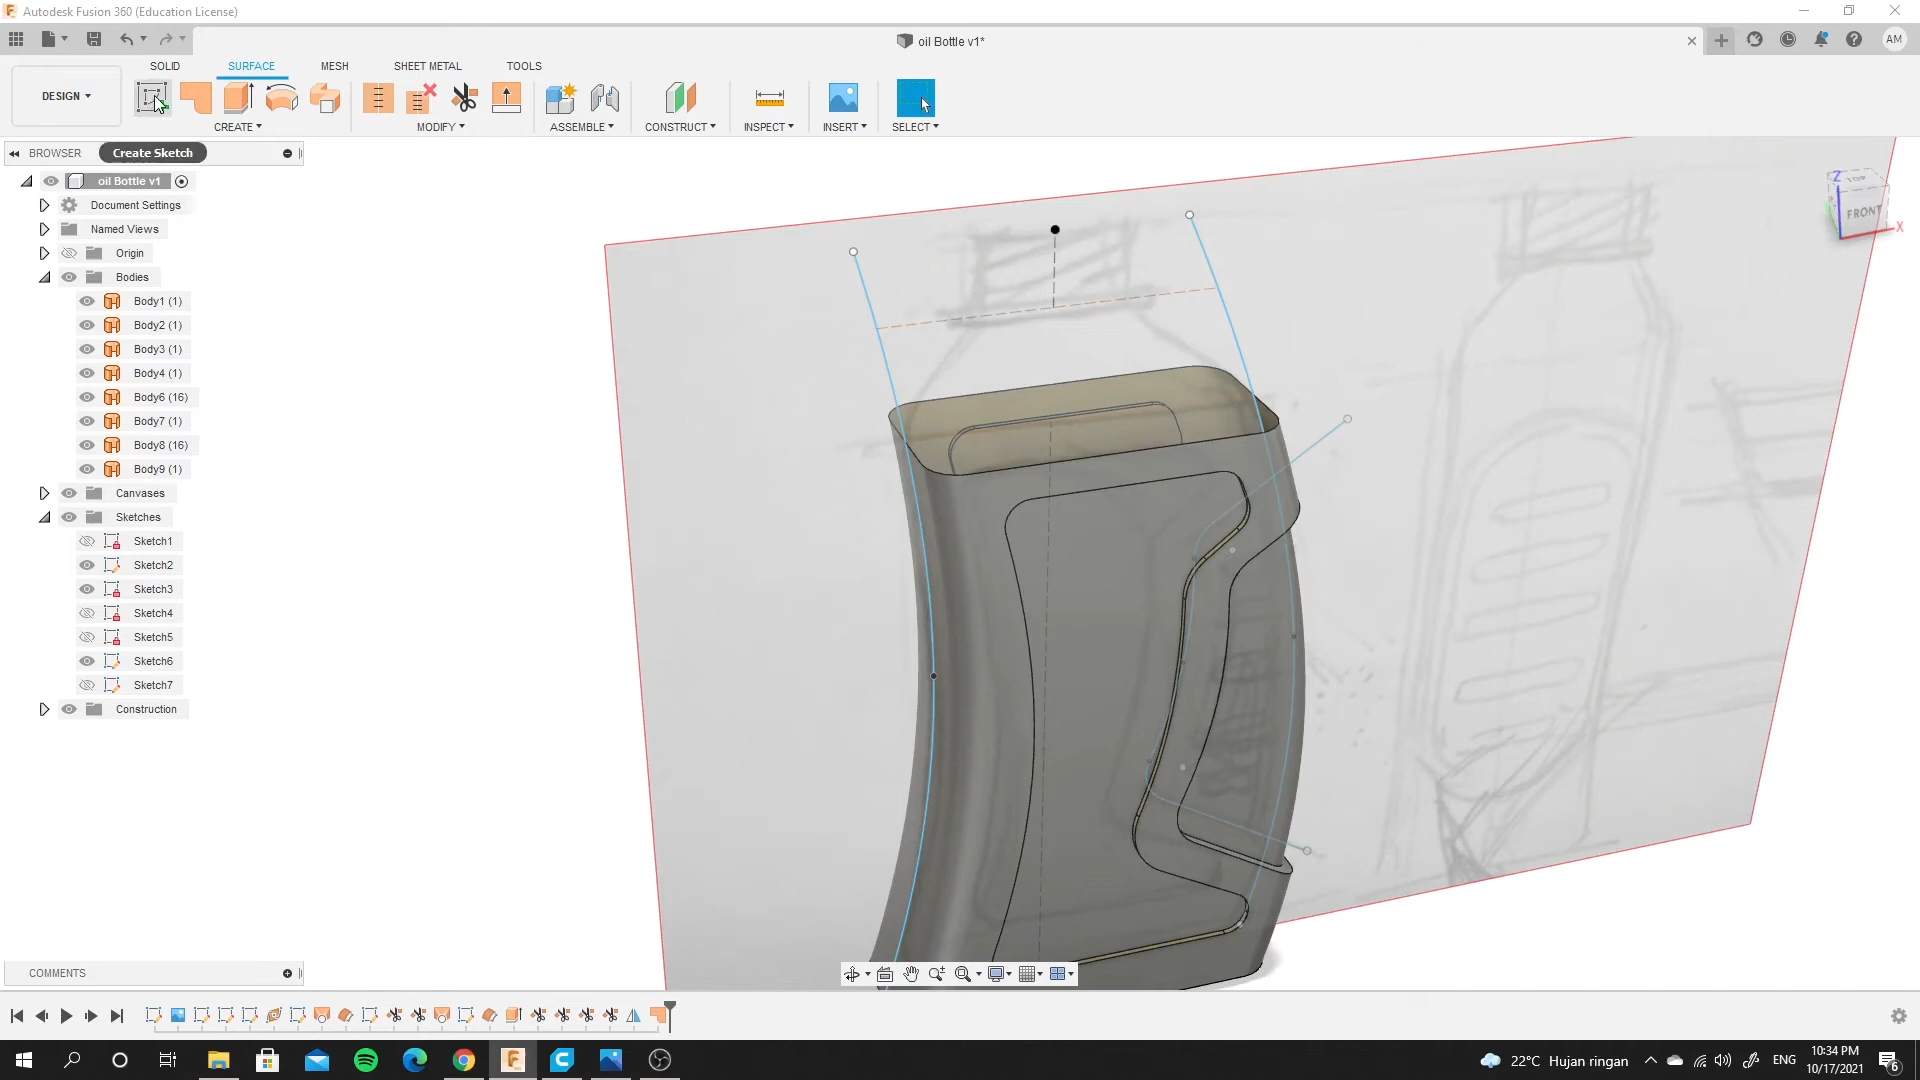 Autodesk Fusion 360 (Education License)
oil Bottle v1*
AM
SOLID
SURFACE
MESH
SHEET METAL
TOOLS
DESIGN
CREATE
MODIFY
ASSEMBLE
CONSTRUCT
INSPECT
INSERT
SELECT
BROWSER
Create Sketch
oil Bottle v1
Document Settings
Named Views
Origin
Bodies
Body1 (1)
Body2 (1)
Body3 (1)
Body4 (1)
Body6 (16)
Body7 (1)
Body8 (16)
Body9 (1)
Canvases
Sketches
Sketch1
Sketch2
Sketch3
Sketch4
Sketch5
Sketch6
Sketch7
Construction
Z
TOP
FRONT
X
COMMENTS
22°C Hujan ringan
ENG
10:34 PM
10/17/2021
6